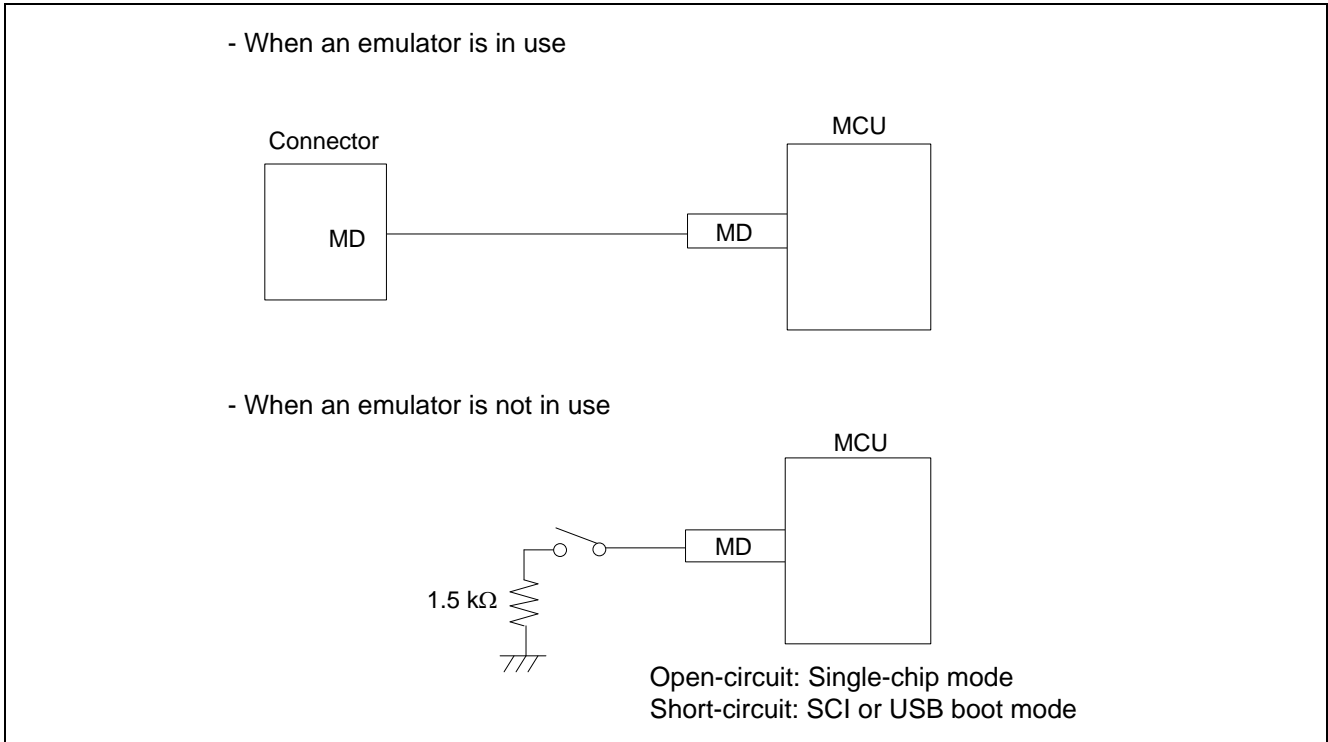 - When an emulator is in use
Connector
MCU
MD
MD
- When an emulator is not in use
MCU
MD
1.5 kΩ
Open-circuit: Single-chip mode
Short-circuit: SCI or USB boot mode